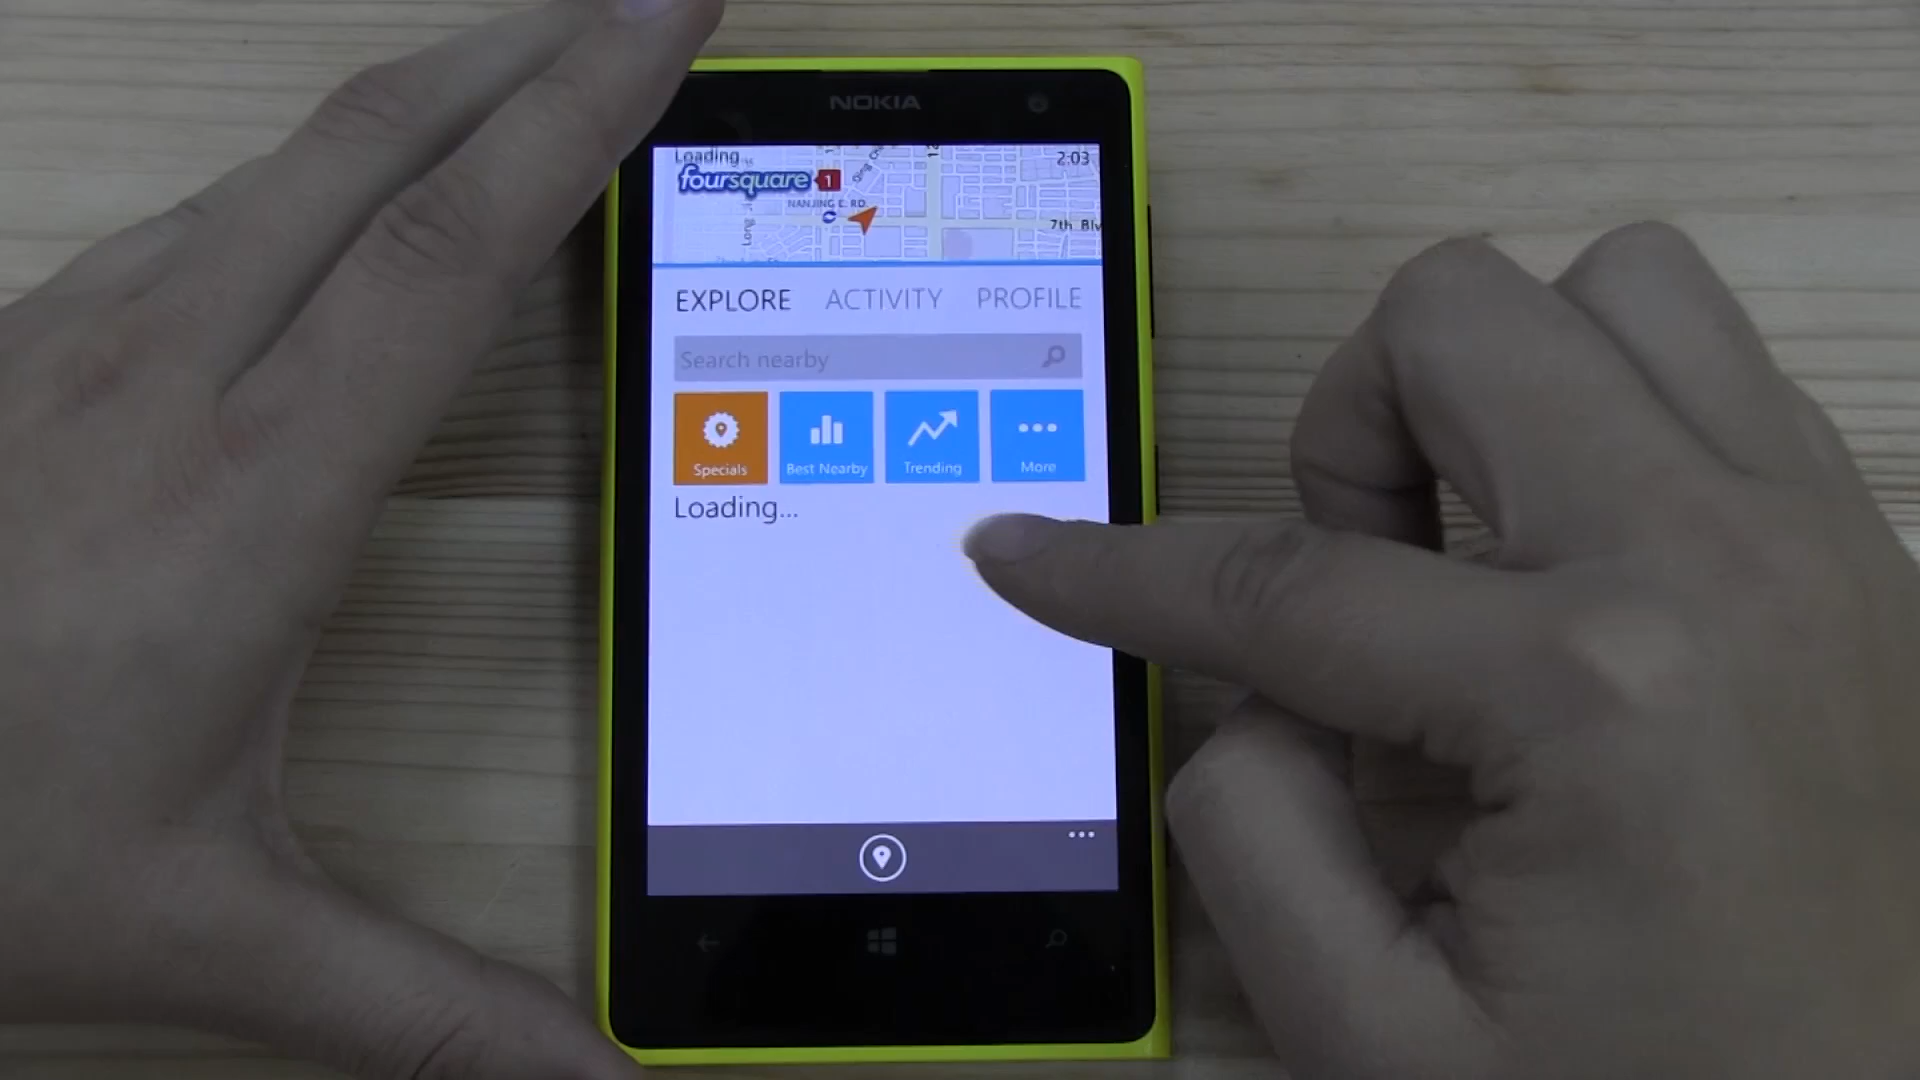 NOKIA
Loading
2:03
foursquare 1
NANJING E. RD.
7th Blv
EXPLORE ACTIVITY PROFILE
Search nearby
Specials Best Nearby Trending More
Loading...